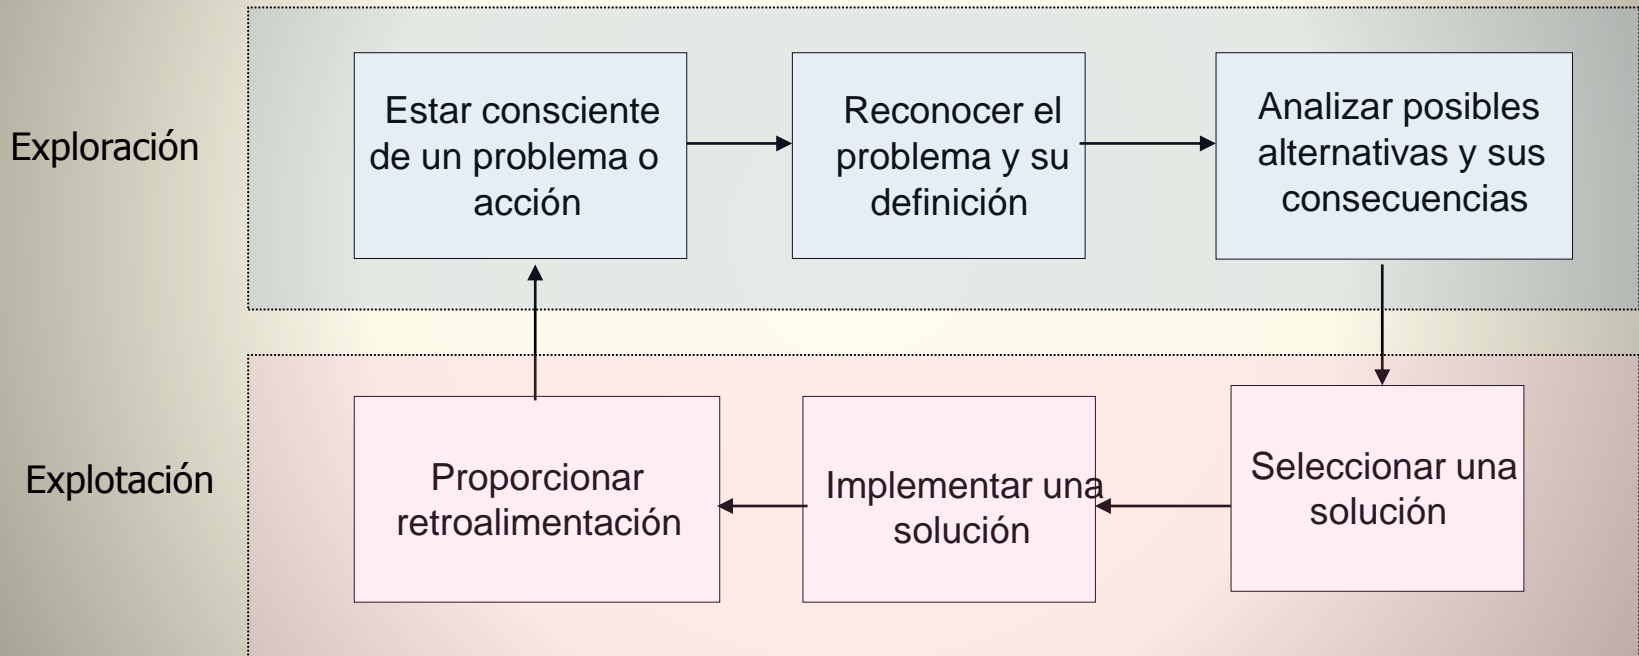 Exploración
Estar consciente
de un problema o
acción
Reconocer el
problema y su
definición
Analizar posibles
alternativas y sus
consecuencias
Explotación
Proporcionar
retroalimentación
Implementar una
solución
Seleccionar una
solución